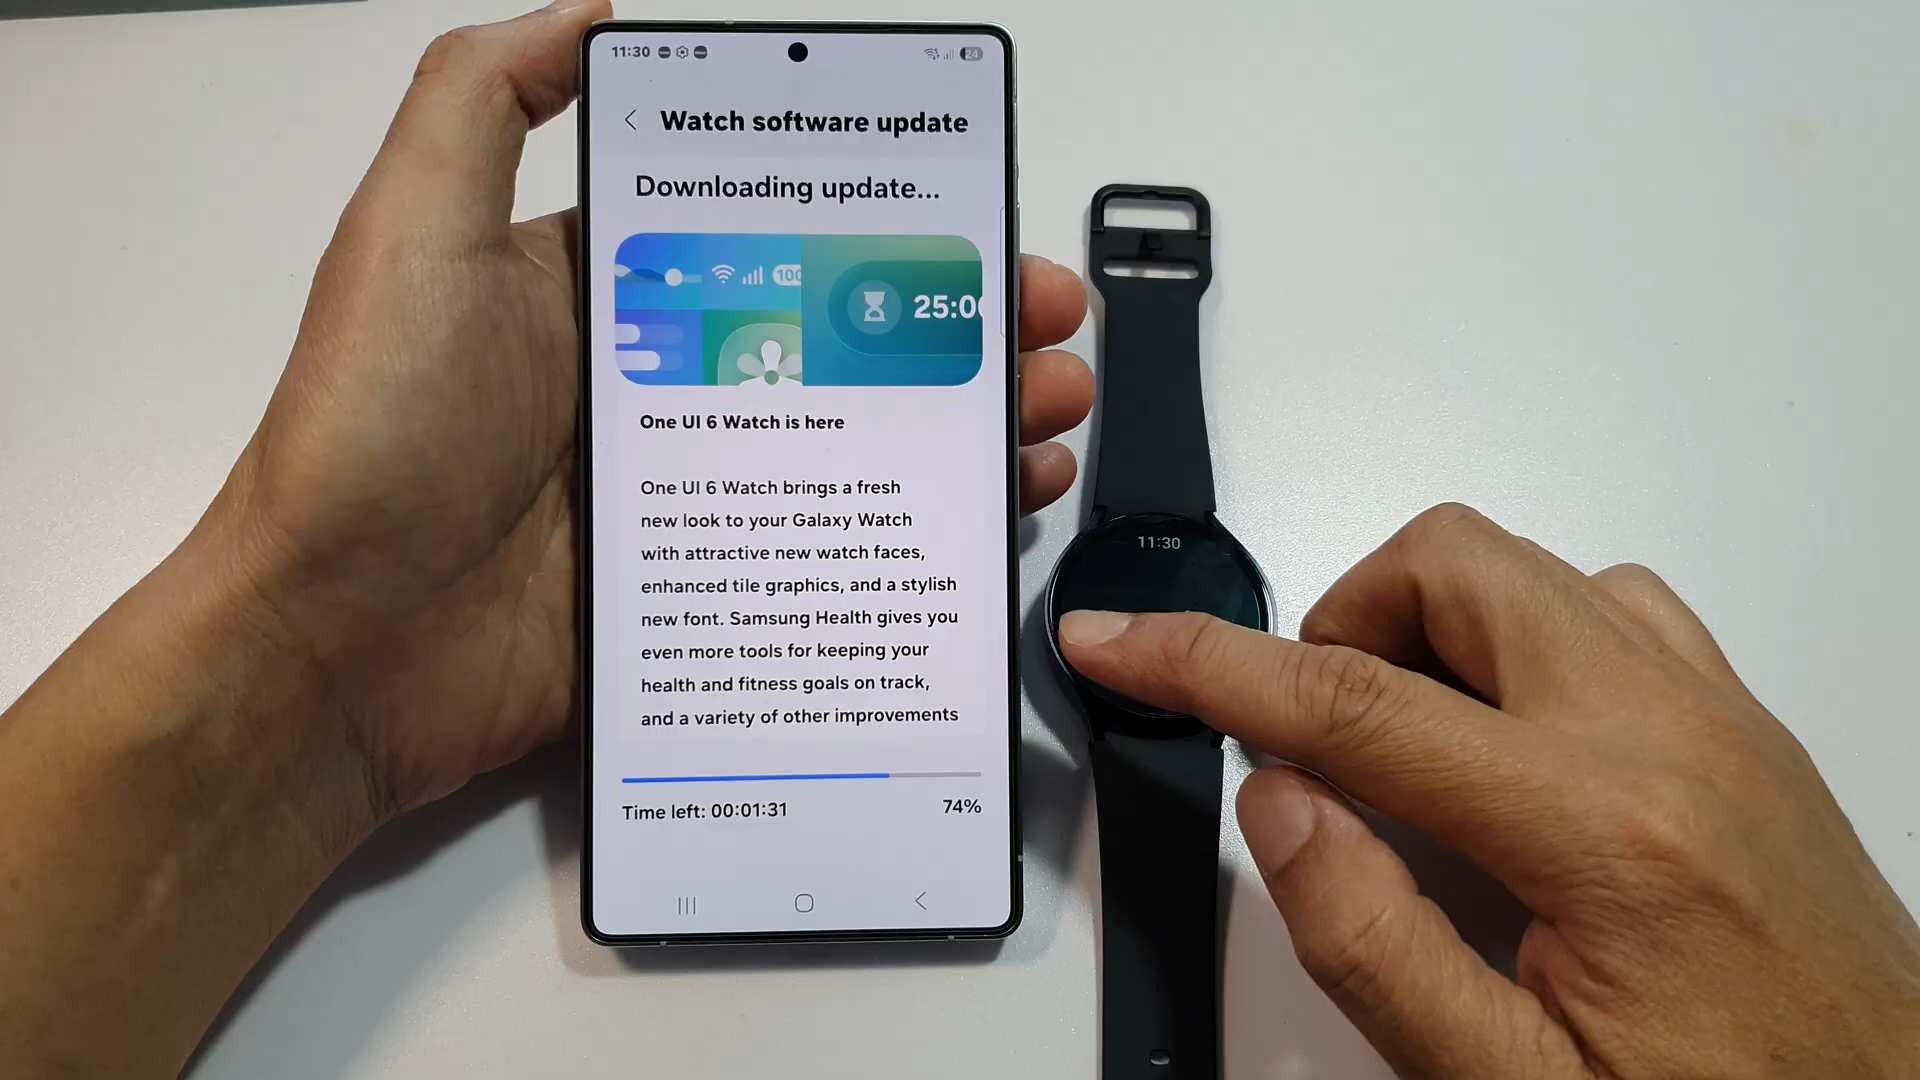 11:30
24
Watch software update
Downloading update...
100
25:00
One UI 6 Watch is here
One UI 6 Watch brings a fresh
new look to your Galaxy Watch
with attractive new watch faces,
enhanced tile graphics, and a stylish
new font. Samsung Health gives you
even more tools for keeping your
health and fitness goals on track,
and a variety of other improvements
Time left: 00:01:31
74%
11:30